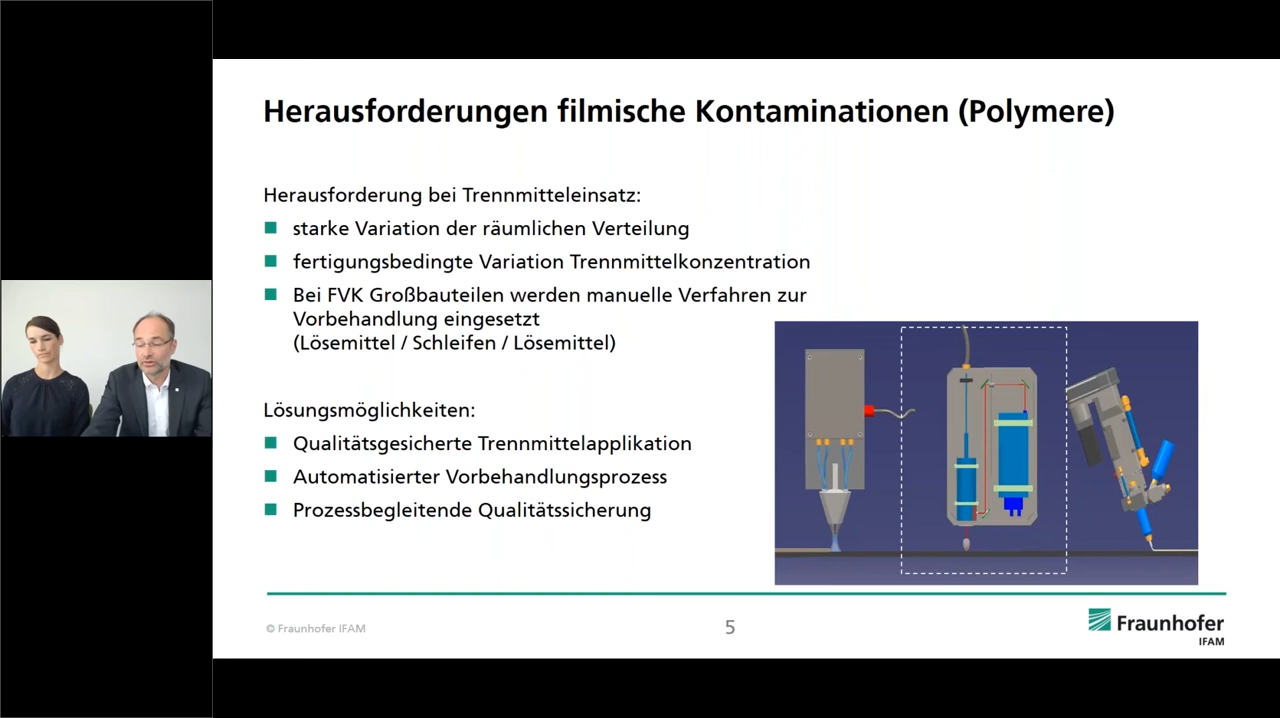 Herausforderungen filmische Kontaminationen (Polymere)
Herausforderung bei Trennmitteleinsatz:
starke Variation der räumlichen Verteilung
fertigungsbedingte Variation Trennmittelkonzentration
Bei FVK Großbauteilen werden manuelle Verfahren zur
Vorbehandlung eingesetzt
(Lösemittel / Schleifen / Lösemittel)
Lösungsmöglichkeiten:
Qualitätsgesicherte Trennmittelapplikation
Automatisierter Vorbehandlungsprozess
Prozessbegleitende Qualitätssicherung
© Fraunhofer IFAM
5
Fraunhofer
IFAM